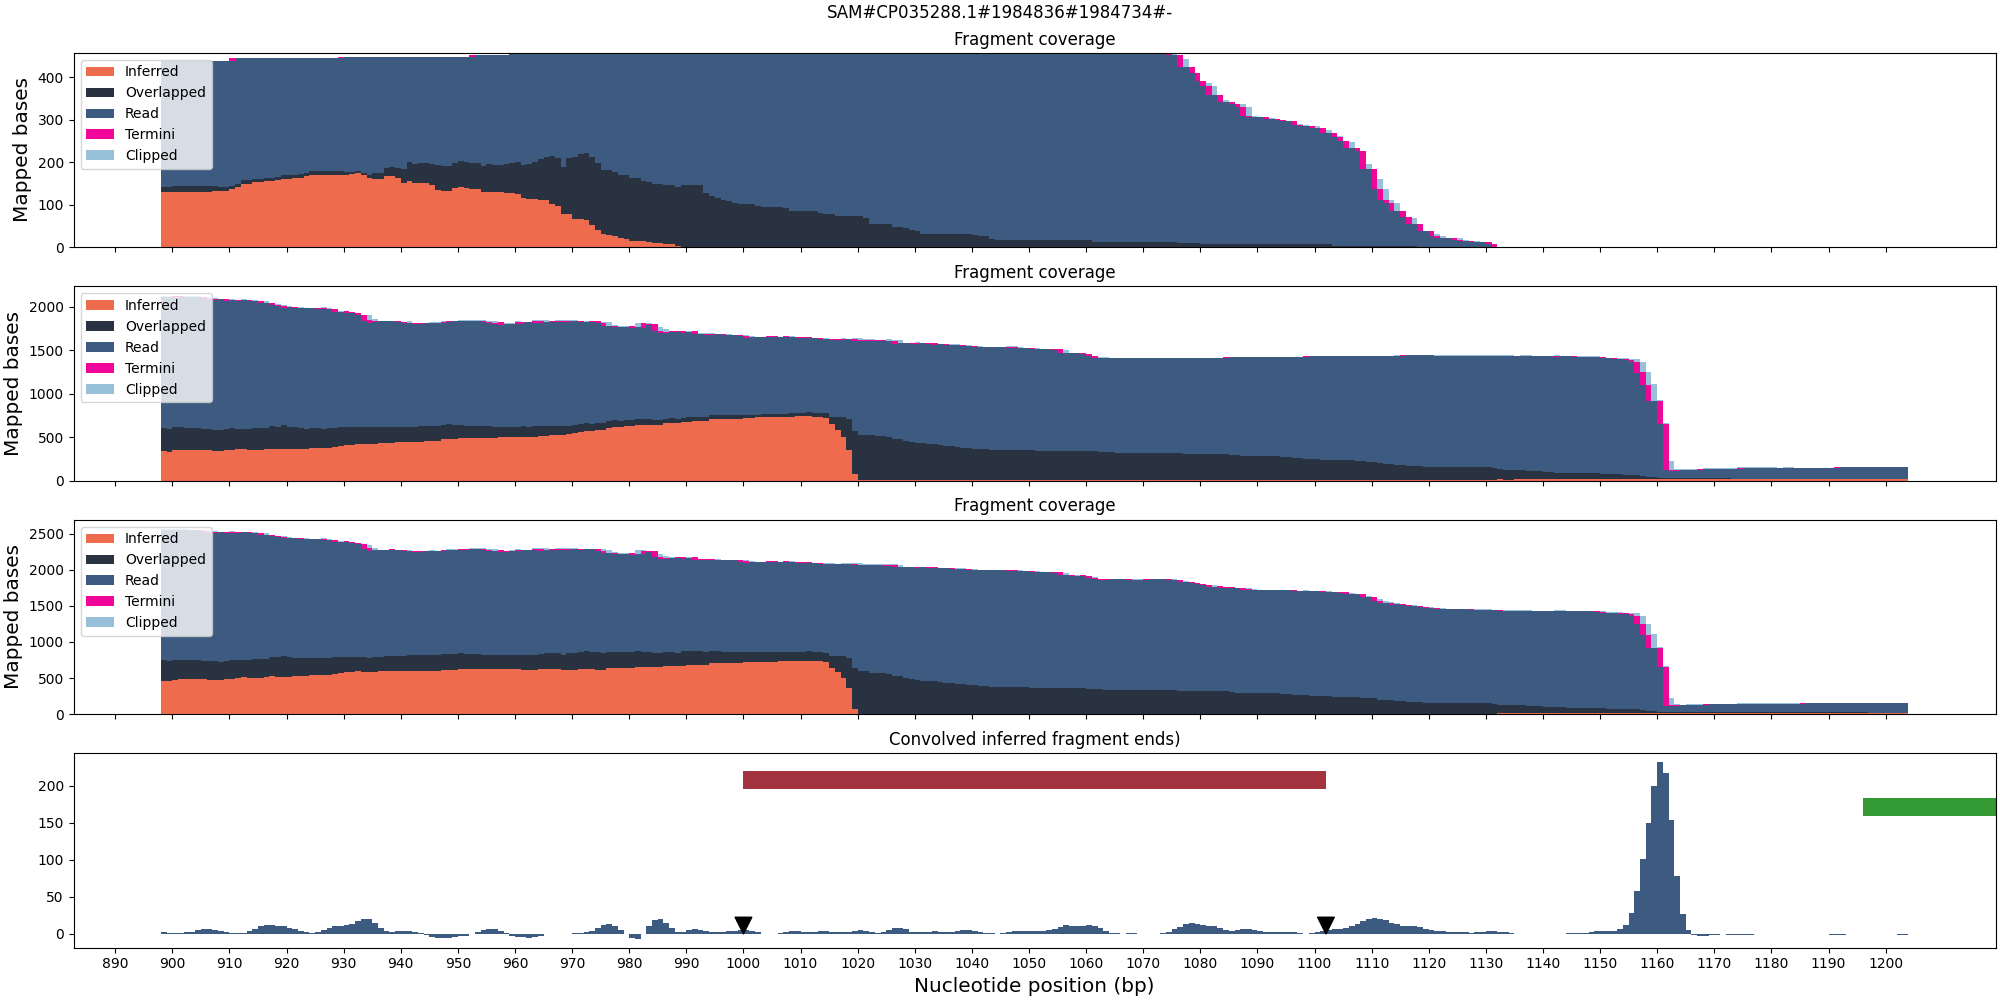 SAM#CP035288.1#1984836#1984734#-
Fragment coverage
Mapped bases
400
300
200
100
0
Inferred
Overlapped
Read
Termini
Clipped
Fragment coverage
Mapped bases
2000
1500
1000
500
0
Inferred
Overlapped
Read
Termini
Clipped
Fragment coverage
Mapped bases
2500
2000
1500
1000
500
0
Inferred
Overlapped
Read
Termini
Clipped
Convolved inferred fragment ends)
200
150
100
50
0
890 900 910 920 930 940 950 960 970 980 990 1000 1010 1020 1030 1040 1050 1060 1070 1080 1090 1100 1110 1120 1130 1140 1150 1160 1170 1180 1190 1200
Nucleotide position (bp)